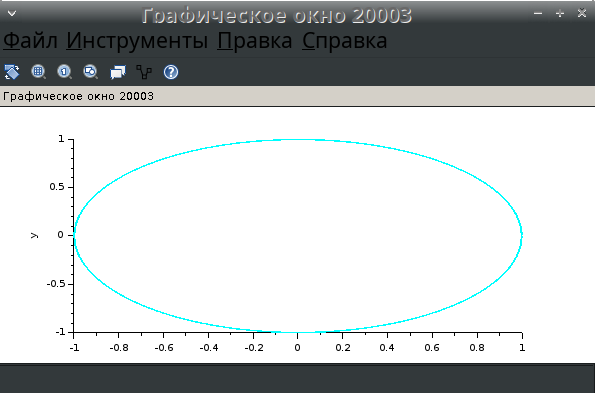 Графическое окно 20003
Файл Инструменты Правка Справка
1
Графическое окно 20003
1
0.5
0
-0.5
-1
y
-1 -0.8 -0.6 -0.4 -0.2 0 0.2 0.4 0.6 0.8 1